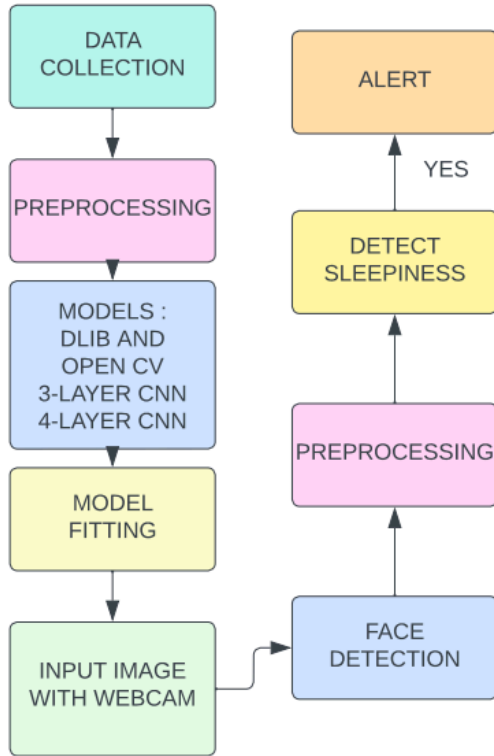 DATA
COLLECTION
PREPROCESSING
MODELS :
DLIB AND
OPEN CV
3-LAYER CNN
4-LAYER CNN
MODEL
FITTING
INPUT IMAGE
WITH WEBCAM
FACE
DETECTION
PREPROCESSING
DETECT
SLEEPINESS
YES
ALERT